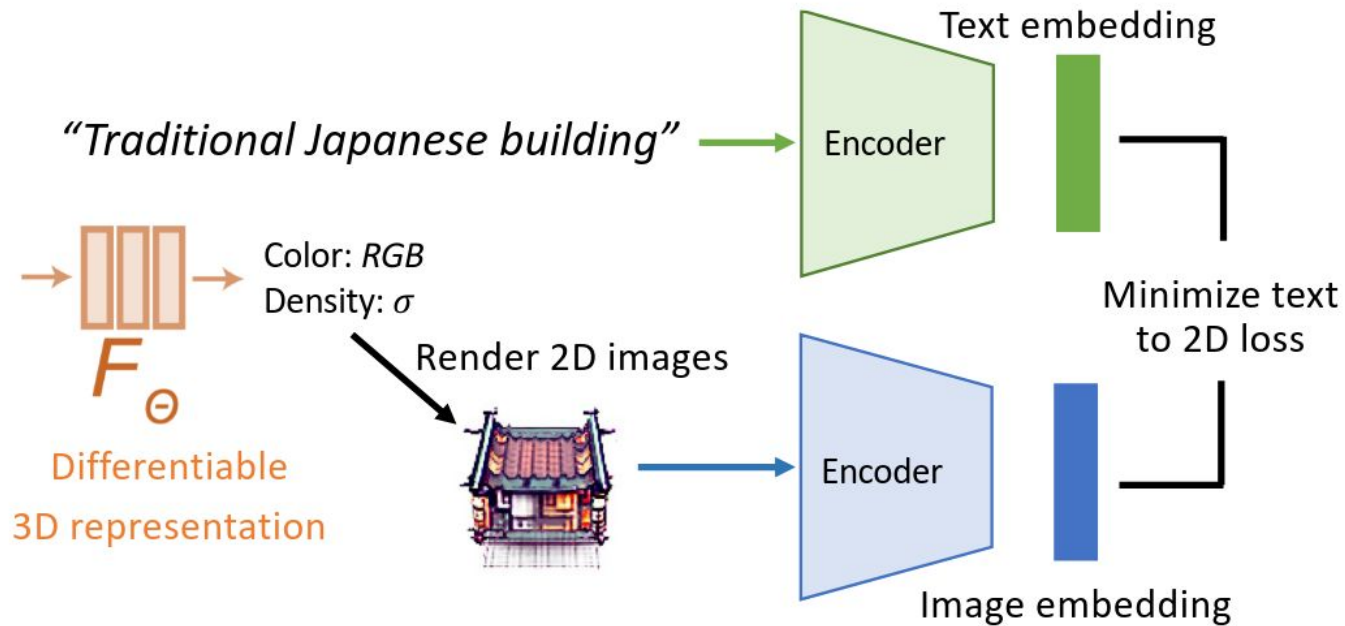 Text embedding
“Traditional Japanese building”
Encoder
Color: RGB
Density: σ
Minimize text
to 2D loss
Render 2D images
F
Θ
Differentiable
3D representation
Encoder
Image embedding